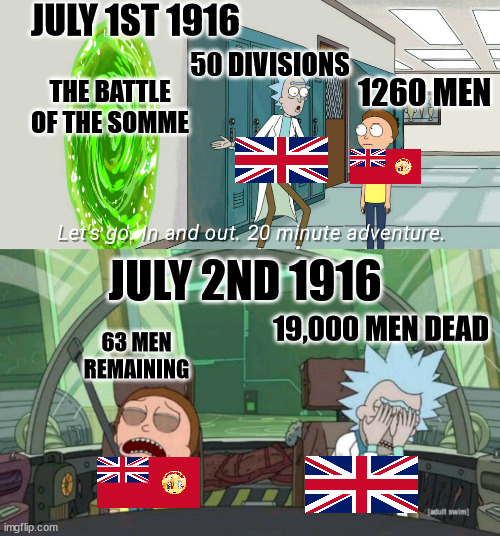 JULY 1ST 1916
50 DIVISIONS
THE BATTLE
OF THE SOMME
1260 MEN
Let's go. In and out. 20 minute adventure.
JULY 2ND 1916
19,000 MEN DEAD
63 MEN
REMAINING
[adult swim]
imgflip.com